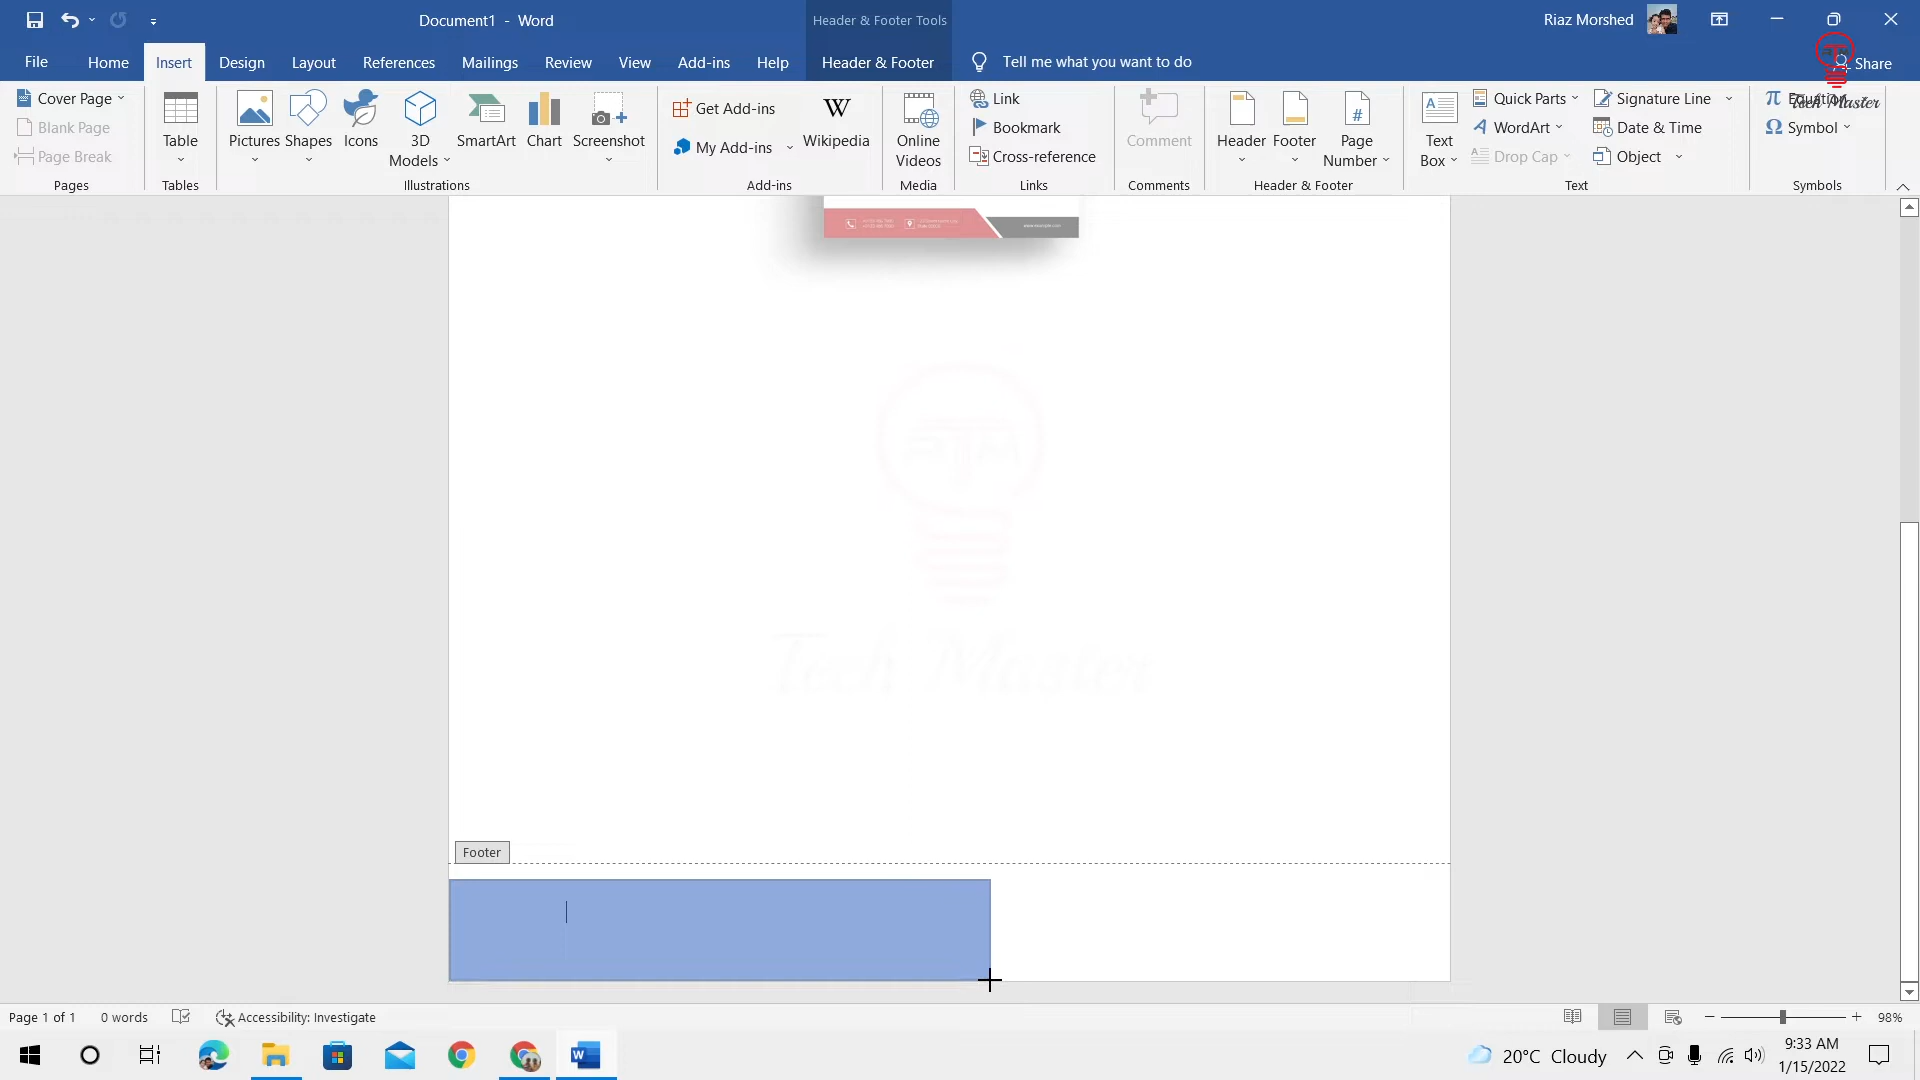 Document1 - Word
Header & Footer Tools
Riaz Morshed
File Home Insert Design Layout References Mailings Review View Add-ins Help Header & Footer Tell me what you want to do Share
Cover Page
Blank Page
Page Break
Pages
Table
Tables
Pictures Shapes Icons 3D Models SmartArt Chart Screenshot
Illustrations
Get Add-ins
My Add-ins
Wikipedia
Add-ins
Online Videos
Media
Link
Bookmark
Cross-reference
Links
Comment
Comments
Header Footer Page Number
Header & Footer
Text Box
Quick Parts
WordArt
Drop Cap
Signature Line
Date & Time
Object
Text
π Equation
Tech Master
Ω Symbol
Symbols
Tech Master
Footer
Page 1 of 1 0 words Accessibility: Investigate
98%
20°C Cloudy
9:33 AM
1/15/2022